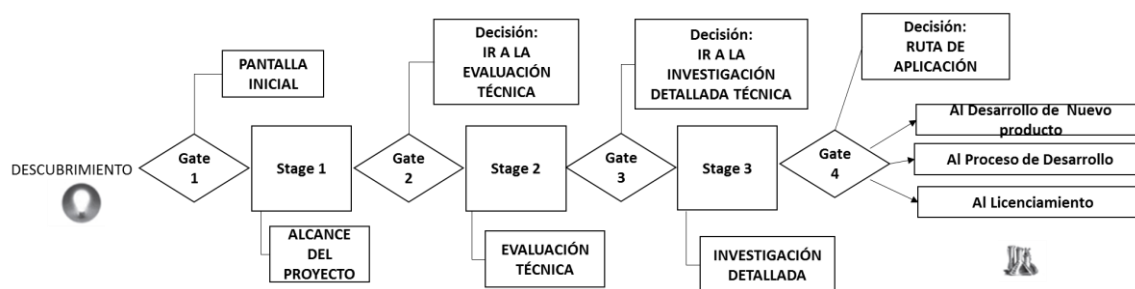 Decisión:
IR A LA
EVALUACIÓN
TÉCNICA
Decisión:
IR A LA
INVESTIGACIÓN
DETALLADA TÉCNICA
Decisión:
RUTA DE
APLICACIÓN
PANTALLA
INICIAL
DESCUBRIMIENTO
Gate
1
Stage 1
Gate
2
Stage 2
Gate
3
Stage 3
Gate
4
Al Desarrollo de Nuevo
producto
Al Proceso de Desarrollo
Al Licenciamiento
ALCANCE
DEL
PROYECTO
EVALUACIÓN
TÉCNICA
INVESTIGACIÓN
DETALLADA